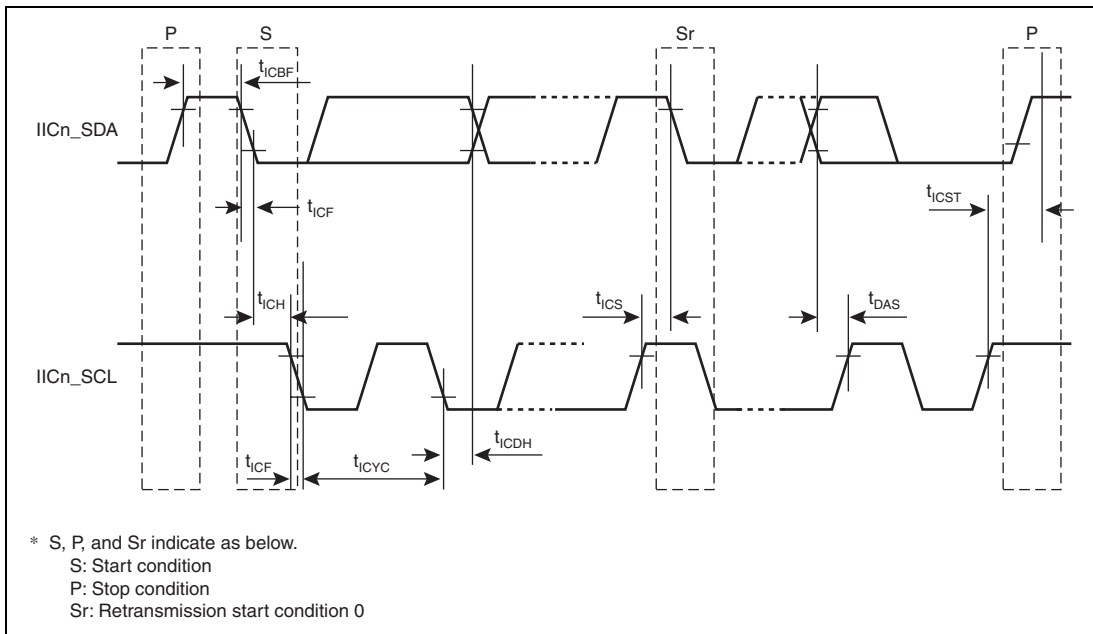 P S Sr P
tICBF
IICn_SDA
tICF
tICST
tICH
tICS
tDAS
IICn_SCL
tICDH
tICF
tICYC
* S, P, and Sr indicate as below.
S: Start condition
P: Stop condition
Sr: Retransmission start condition 0